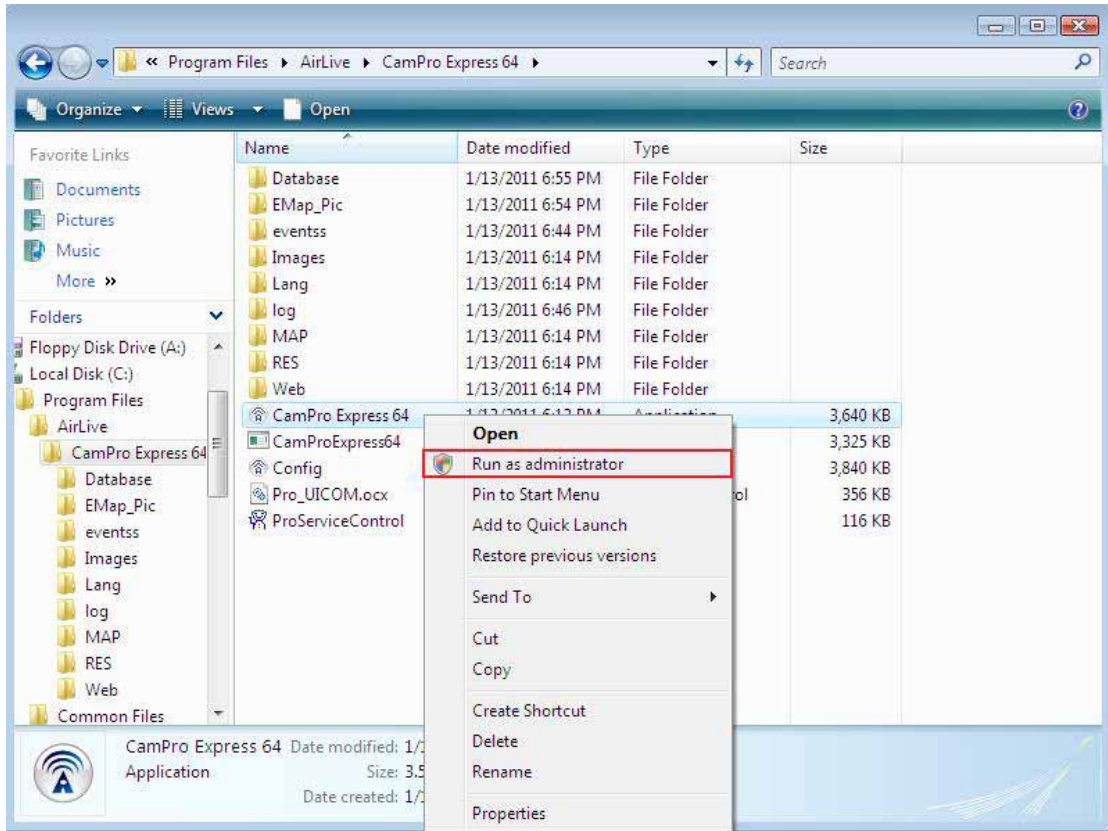 « Program Files ▸ AirLive ▸ CamPro Express 64 ▸ Search
Organize Views Open
Favorite Links
Documents
Pictures
Music
More »
Folders
Floppy Disk Drive (A:)
Local Disk (C:)
Program Files
AirLive
CamPro Express 64
Database
EMap_Pic
eventss
Images
Lang
log
MAP
RES
Web
Common Files
Name Date modified Type Size
Database 1/13/2011 6:55 PM File Folder
EMap_Pic 1/13/2011 6:54 PM File Folder
eventss 1/13/2011 6:44 PM File Folder
Images 1/13/2011 6:14 PM File Folder
Lang 1/13/2011 6:14 PM File Folder
log 1/13/2011 6:46 PM File Folder
MAP 1/13/2011 6:14 PM File Folder
RES 1/13/2011 6:14 PM File Folder
Web 1/13/2011 6:14 PM File Folder
CamPro Express 64 3,640 KB
CamProExpress64 3,325 KB
Config 3,840 KB
Pro_UICOM.ocx ol 356 KB
ProServiceControl 116 KB
Open
Run as administrator
Pin to Start Menu
Add to Quick Launch
Restore previous versions
Send To
Cut
Copy
Create Shortcut
Delete
Rename
Properties
CamPro Express 64 Date modified: 1/
Application Size: 3.5
Date created: 1/